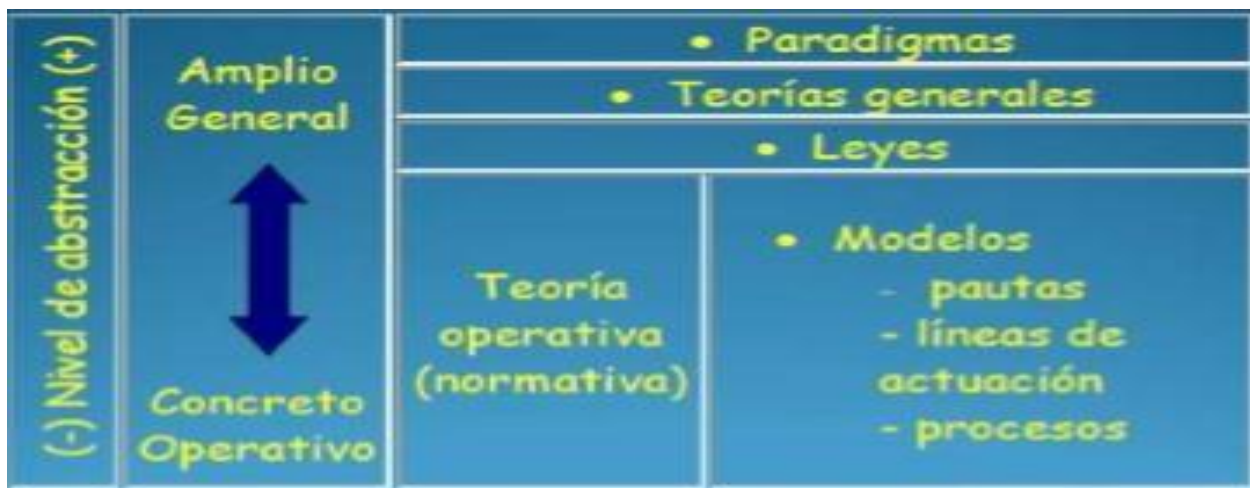 (-) Nivel de abstracción (+)
Amplio
General
Concreto
Operativo
• Paradigmas
• Teorías generales
• Leyes
Teoría
operativa
(normativa)
• Modelos
- pautas
- líneas de
actuación
- procesos